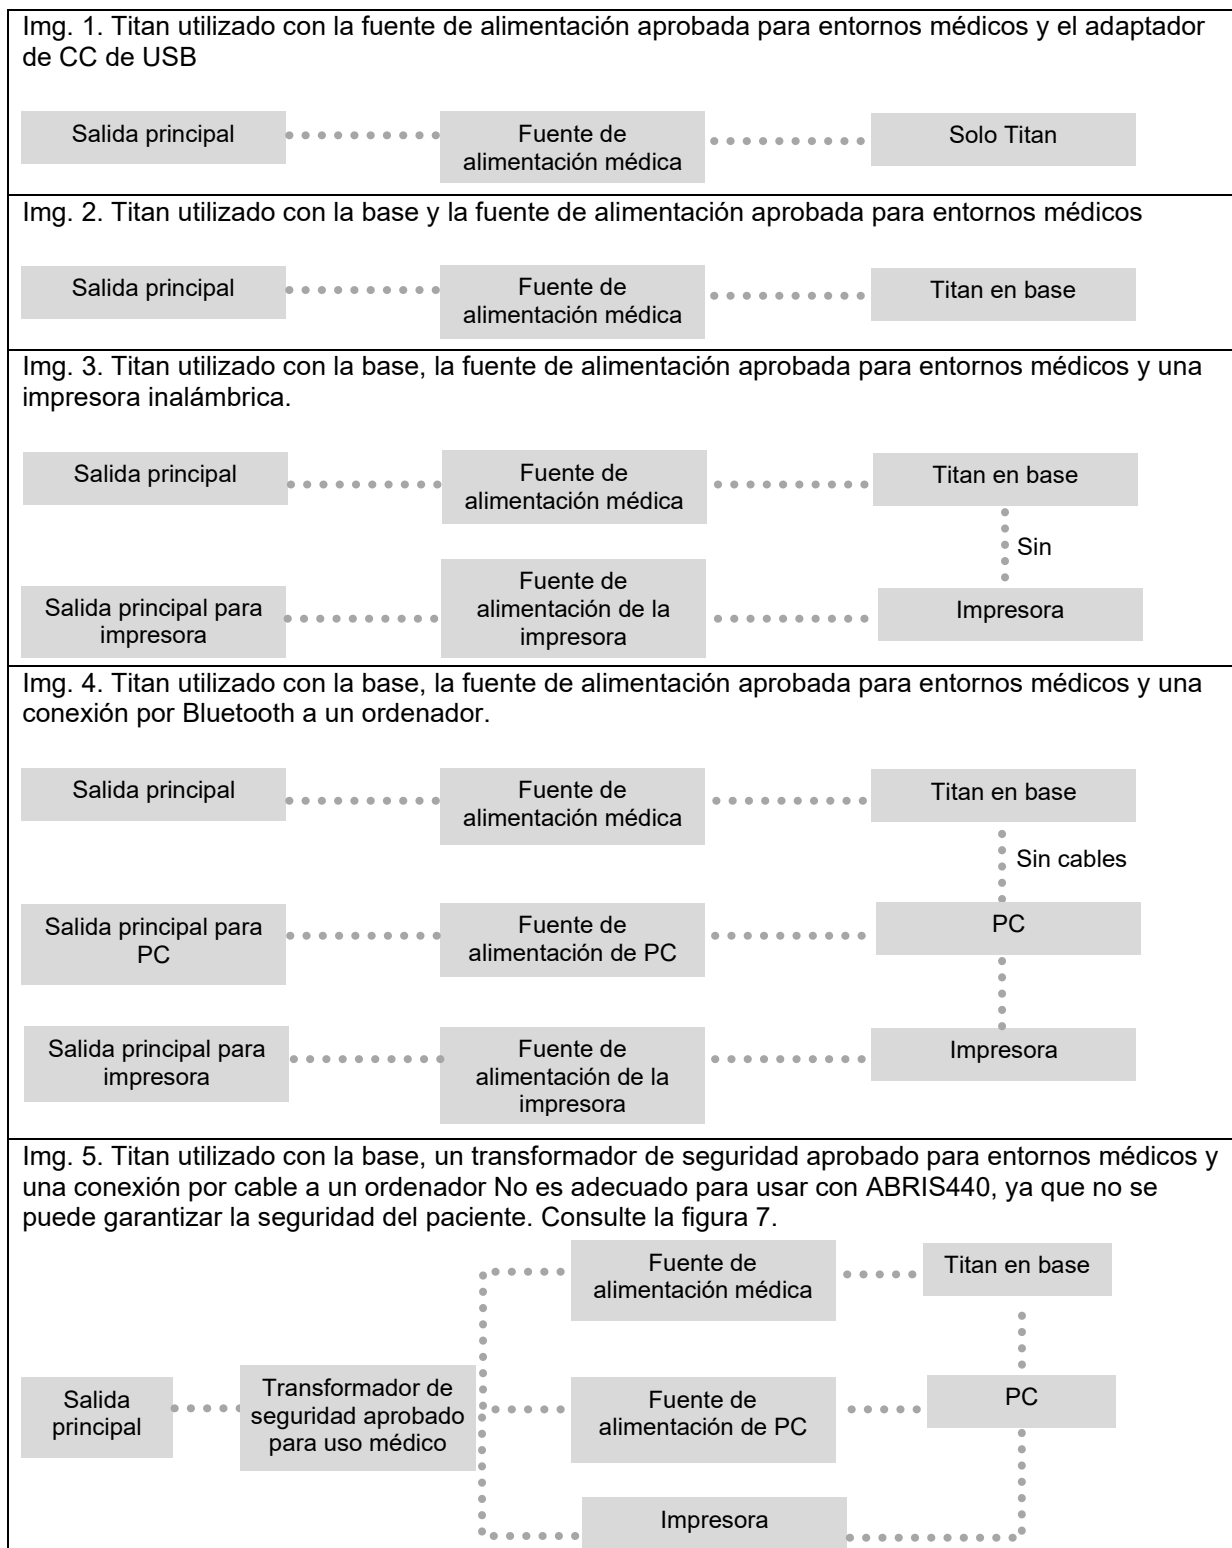 Img. 1. Titan utilizado con la fuente de alimentación aprobada para entornos médicos y el adaptador
de CC de USB
Salida principal
Fuente de
alimentación médica
Solo Titan
Img. 2. Titan utilizado con la base y la fuente de alimentación aprobada para entornos médicos
Salida principal
Fuente de
alimentación médica
Titan en base
Img. 3. Titan utilizado con la base, la fuente de alimentación aprobada para entornos médicos y una
impresora inalámbrica.
Salida principal
Fuente de
alimentación médica
Titan en base
Sin
Salida principal para
impresora
Fuente de
alimentación de la
impresora
Impresora
Img. 4. Titan utilizado con la base, la fuente de alimentación aprobada para entornos médicos y una
conexión por Bluetooth a un ordenador.
Salida principal
Fuente de
alimentación médica
Titan en base
Sin cables
Salida principal para
PC
Fuente de
alimentación de PC
PC
Salida principal para
impresora
Fuente de
alimentación de la
impresora
Impresora
Img. 5. Titan utilizado con la base, un transformador de seguridad aprobado para entornos médicos y
una conexión por cable a un ordenador No es adecuado para usar con ABRIS440, ya que no se
puede garantizar la seguridad del paciente. Consulte la figura 7.
Fuente de
alimentación médica
Titan en base
Salida
principal
Transformador de
seguridad aprobado
para uso médico
Fuente de
alimentación de PC
PC
Impresora